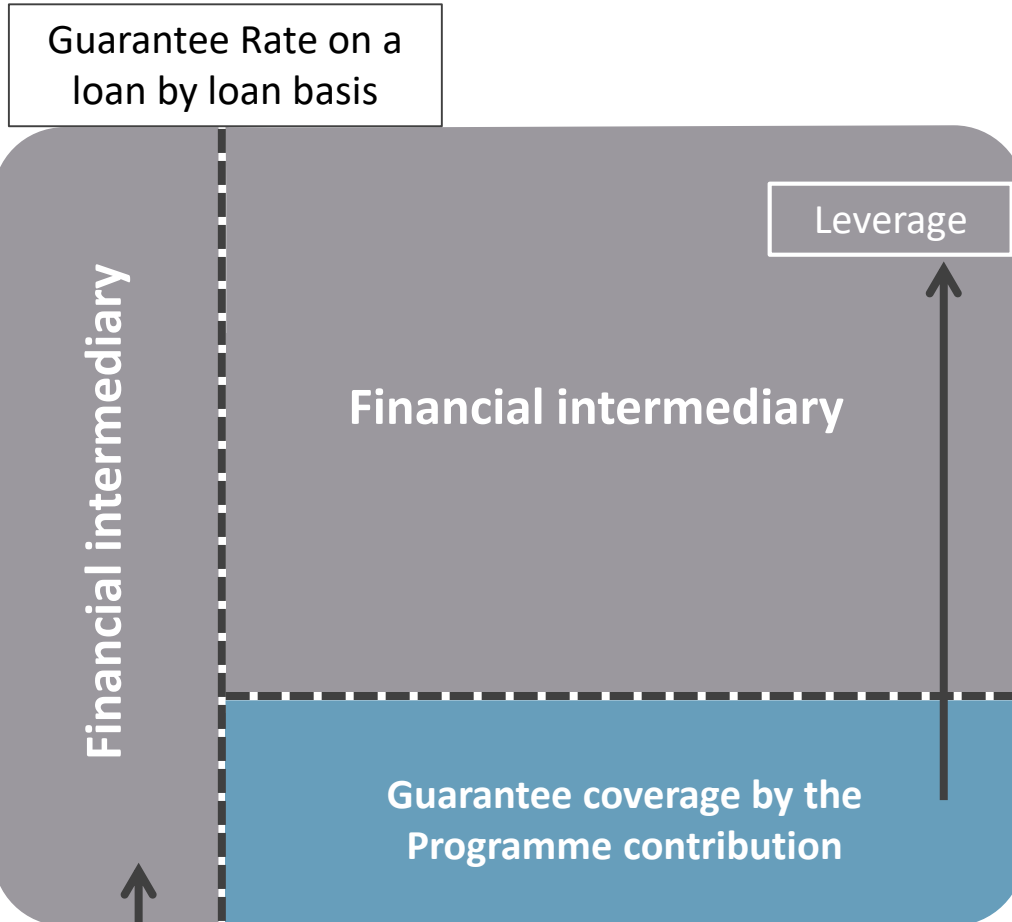 Guarantee Rate on a
loan by loan basis
Leverage
Financial intermediary
Financial intermediary
Guarantee coverage by the
Programme contribution